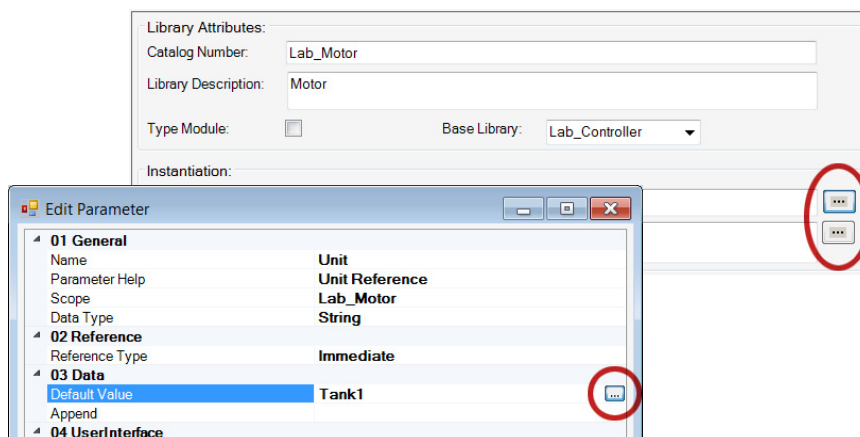 Library Attributes:
Catalog Number: Lab_Motor
Library Description: Motor
Type Module: Base Library: Lab_Controller
Instantiation:
...
...
Edit Parameter
01 General
Name Unit
Parameter Help Unit Reference
Scope Lab_Motor
Data Type String
02 Reference
Reference Type Immediate
03 Data
Default Value Tank1 ...
Append
04 UserInterface